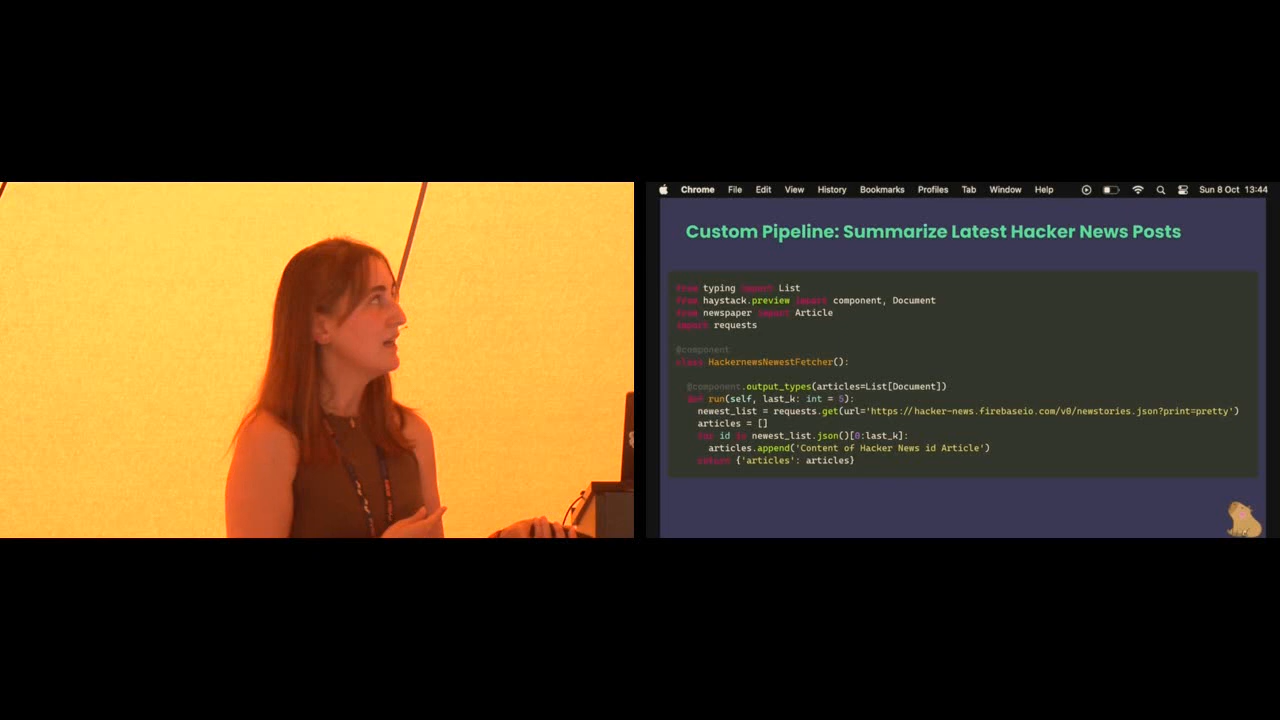 Chrome File Edit View History Bookmarks Profiles Tab Window Help Sun 8 Oct 13:44
Custom Pipeline: Summarize Latest Hacker News Posts
from typing import List
from haystack.preview import component, Document
from newspaper import Article
import requests
@component
class HackernewsNewestFetcher():
@component.output_types(articles=List[Document])
def run(self, last_k: int = 5):
newest_list = requests.get(url='https://hacker-news.firebaseio.com/v0/newstories.json?print=pretty')
articles = []
for id in newest_list.json()[0:last_k]:
articles.append('Content of Hacker News id Article')
return {'articles': articles}